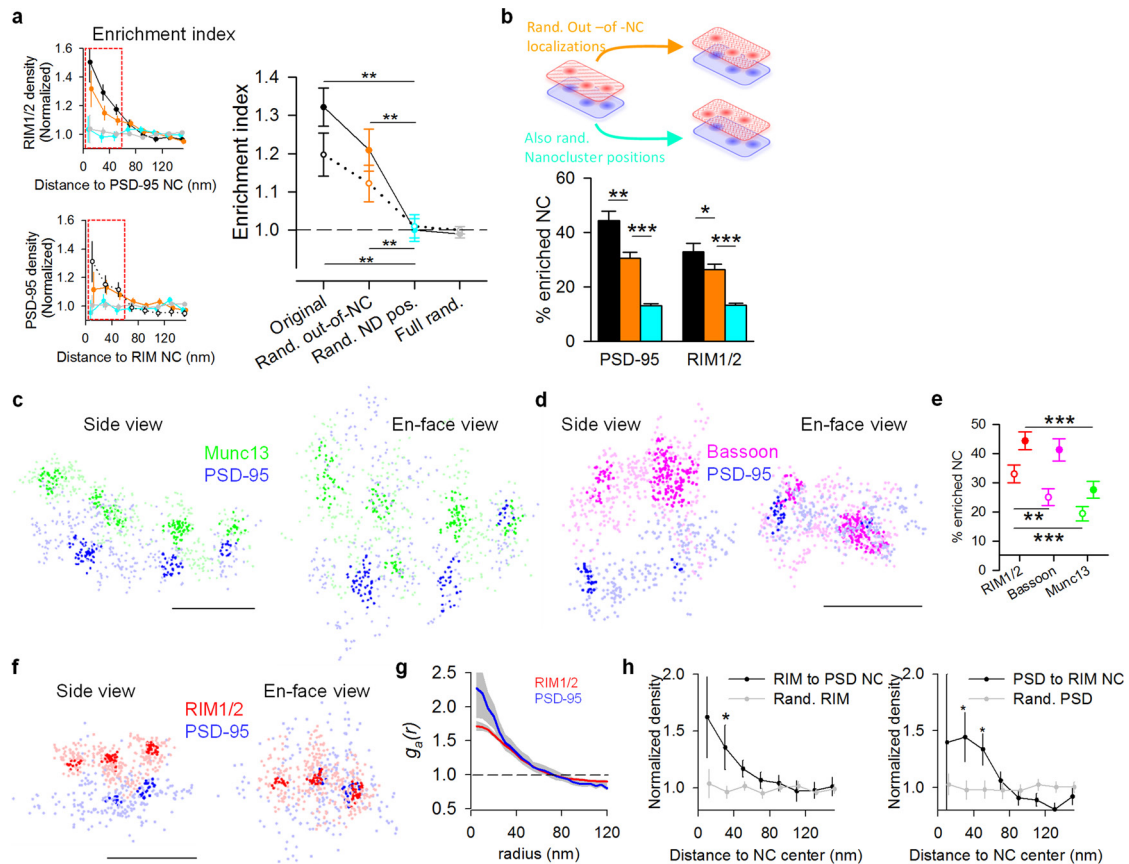 a
Enrichment index
RIM1/2 density
(Normalized)
1.6
1.4
1.2
1.0
0 40 80 120
Distance to PSD-95 NC (nm)
PSD-95 density
(Normalized)
1.6
1.4
1.2
1.0
0 40 80 120
Distance to RIM NC (nm)
Enrichment index
1.4
1.3
1.2
1.1
1.0
**
**
**
**
Original
Rand. out-of-NC
Rand. ND pos.
Full rand.
b
Rand. Out –of -NC
localizations
Also rand.
Nanocluster positions
% enriched NC
60
40
20
0
** *** * ***
PSD-95 RIM1/2
c
Side view En-face view
Munc13
PSD-95
d
Side view En-face view
Bassoon
PSD-95
e
% enriched NC
50
40
30
20
10
0
***
**
***
RIM1/2
Bassoon
Munc13
f
Side view En-face view
RIM1/2
PSD-95
g
2.5
2.0
1.5
1.0
0.5
ga(r)
RIM1/2
PSD-95
0 40 80 120
radius (nm)
h
Normalized density
2.0
1.5
1.0
RIM to PSD NC
Rand. RIM
*
0 50 100
Distance to NC center (nm)
Normalized density
2.0
1.5
1.0
PSD to RIM NC
Rand. PSD
* *
0 50 100
Distance to NC center (nm)